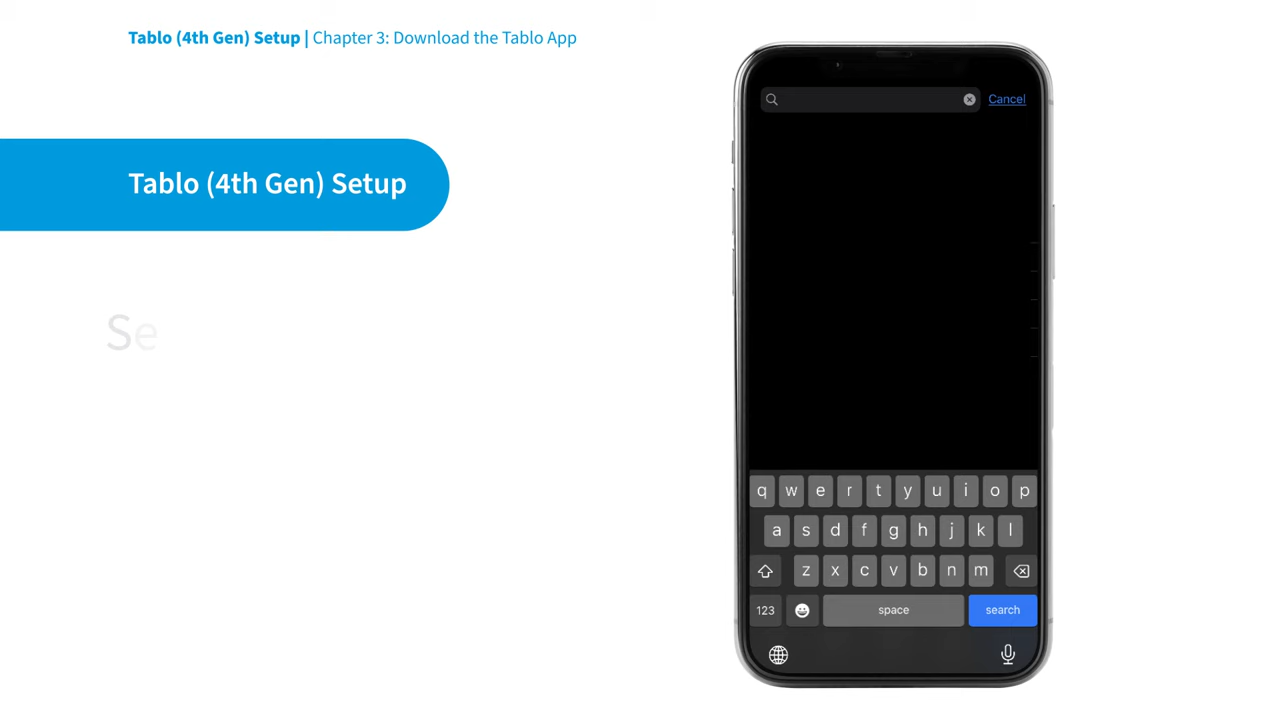 Tablo (4th Gen) Setup | Chapter 3: Download the Tablo App
Tablo (4th Gen) Setup
Se
Cancel
q w e r t y u i o p
a s d f g h j k l
z x c v b n m
123 space search